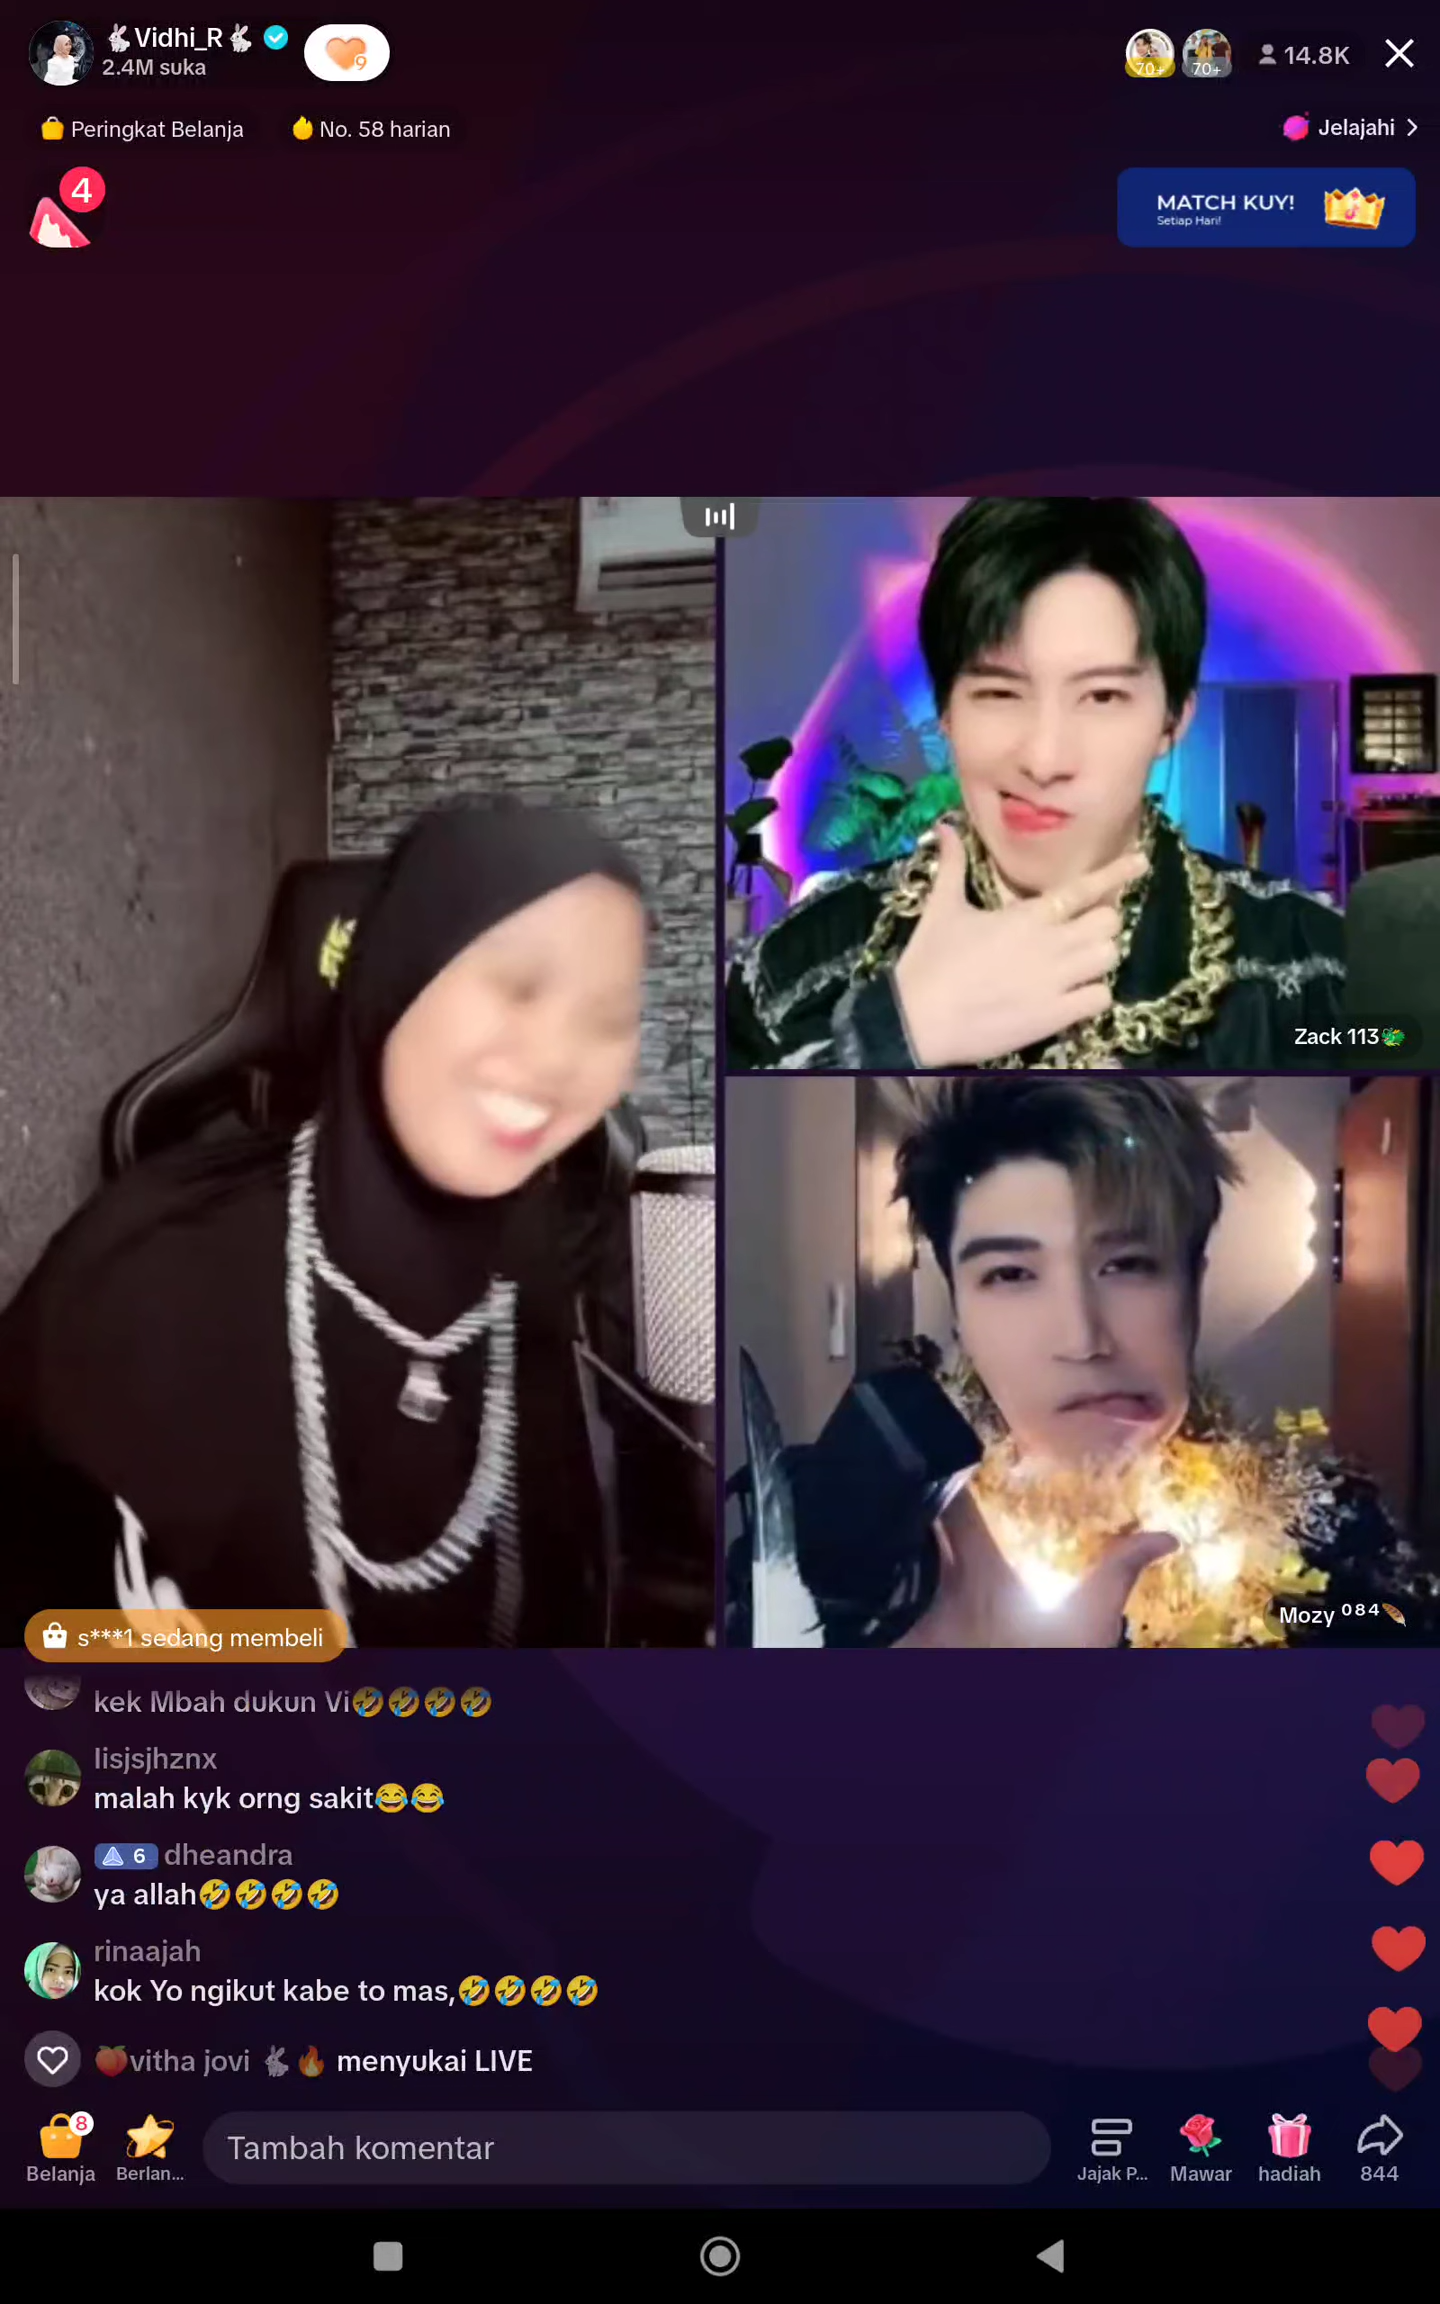 🐇Vidhi_R🐇
2.4M suka
9
70+
70+
14.8K
Peringkat Belanja
No. 58 harian
Jelajahi
4
MATCH KUY!
Setiap Hari!
Zack 113🐲
Mozy ⁰⁸⁴🍂
s***1 sedang membeli
kek Mbah dukun Vi🤣🤣🤣🤣
lisjsjhznx
malah kyk orng sakit😂😂
6 dheandra
ya allah🤣🤣🤣🤣
rinaajah
kok Yo ngikut kabe to mas,🤣🤣🤣🤣
🍑vitha jovi 🐇🔥 menyukai LIVE
8
Tambah komentar
Belanja
Berlan...
Jajak P...
Mawar
hadiah
844